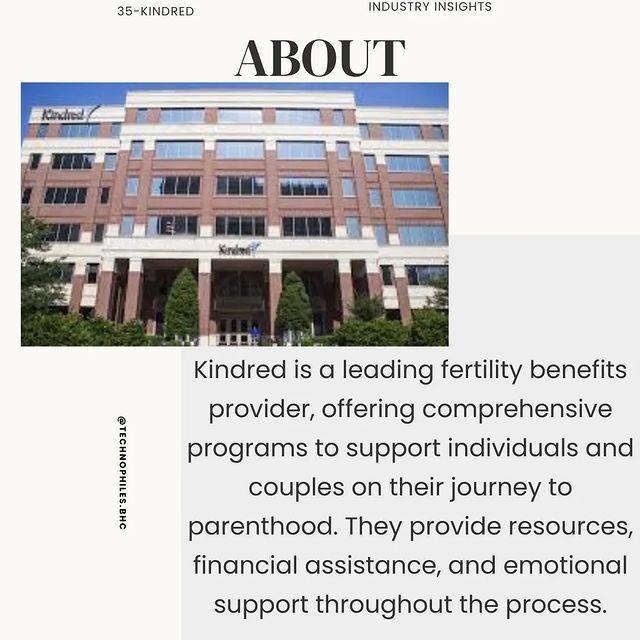 35-KINDRED
INDUSTRY INSIGHTS
ABOUT
Kindred
Kindred
Kindred is a leading fertility benefits
provider, offering comprehensive
programs to support individuals and
couples on their journey to
parenthood. They provide resources,
financial assistance, and emotional
support throughout the process.
@TECHNOPHILES.BHC